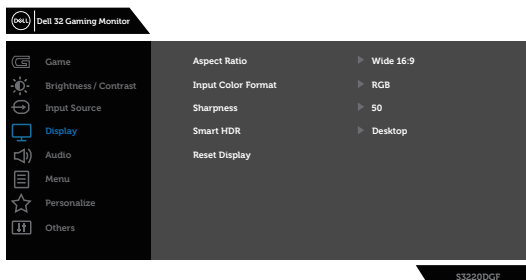 DELL Dell 32 Gaming Monitor
Game
Brightness / Contrast
Input Source
Display
Audio
Menu
Personalize
Others
Aspect Ratio Wide 16:9
Input Color Format RGB
Sharpness 50
Smart HDR Desktop
Reset Display
S3220DGF